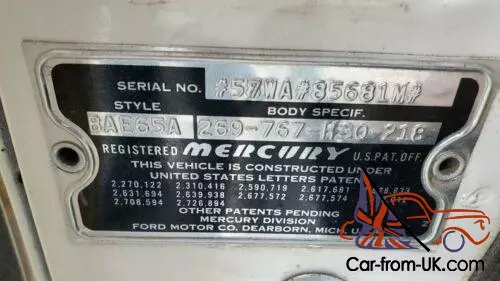 SERIAL NO. #57WA#85681M#
STYLE BODY SPECIF.
269-767-H30-218
REGISTERED MERCURY U.S. PAT. OFF.
THIS VEHICLE IS CONSTRUCTED UNDER
UNITED STATES LETTERS PATENT
2.270.122 2.310.416 2.590.719 2.617.681
2.631.694 2.639.938 2.677.572 2.677.574
2.708.594 2.726.894
OTHER PATENTS PENDING
MERCURY DIVISION
FORD MOTOR CO. DEARBORN, MICH. U.
Car-from-UK.com